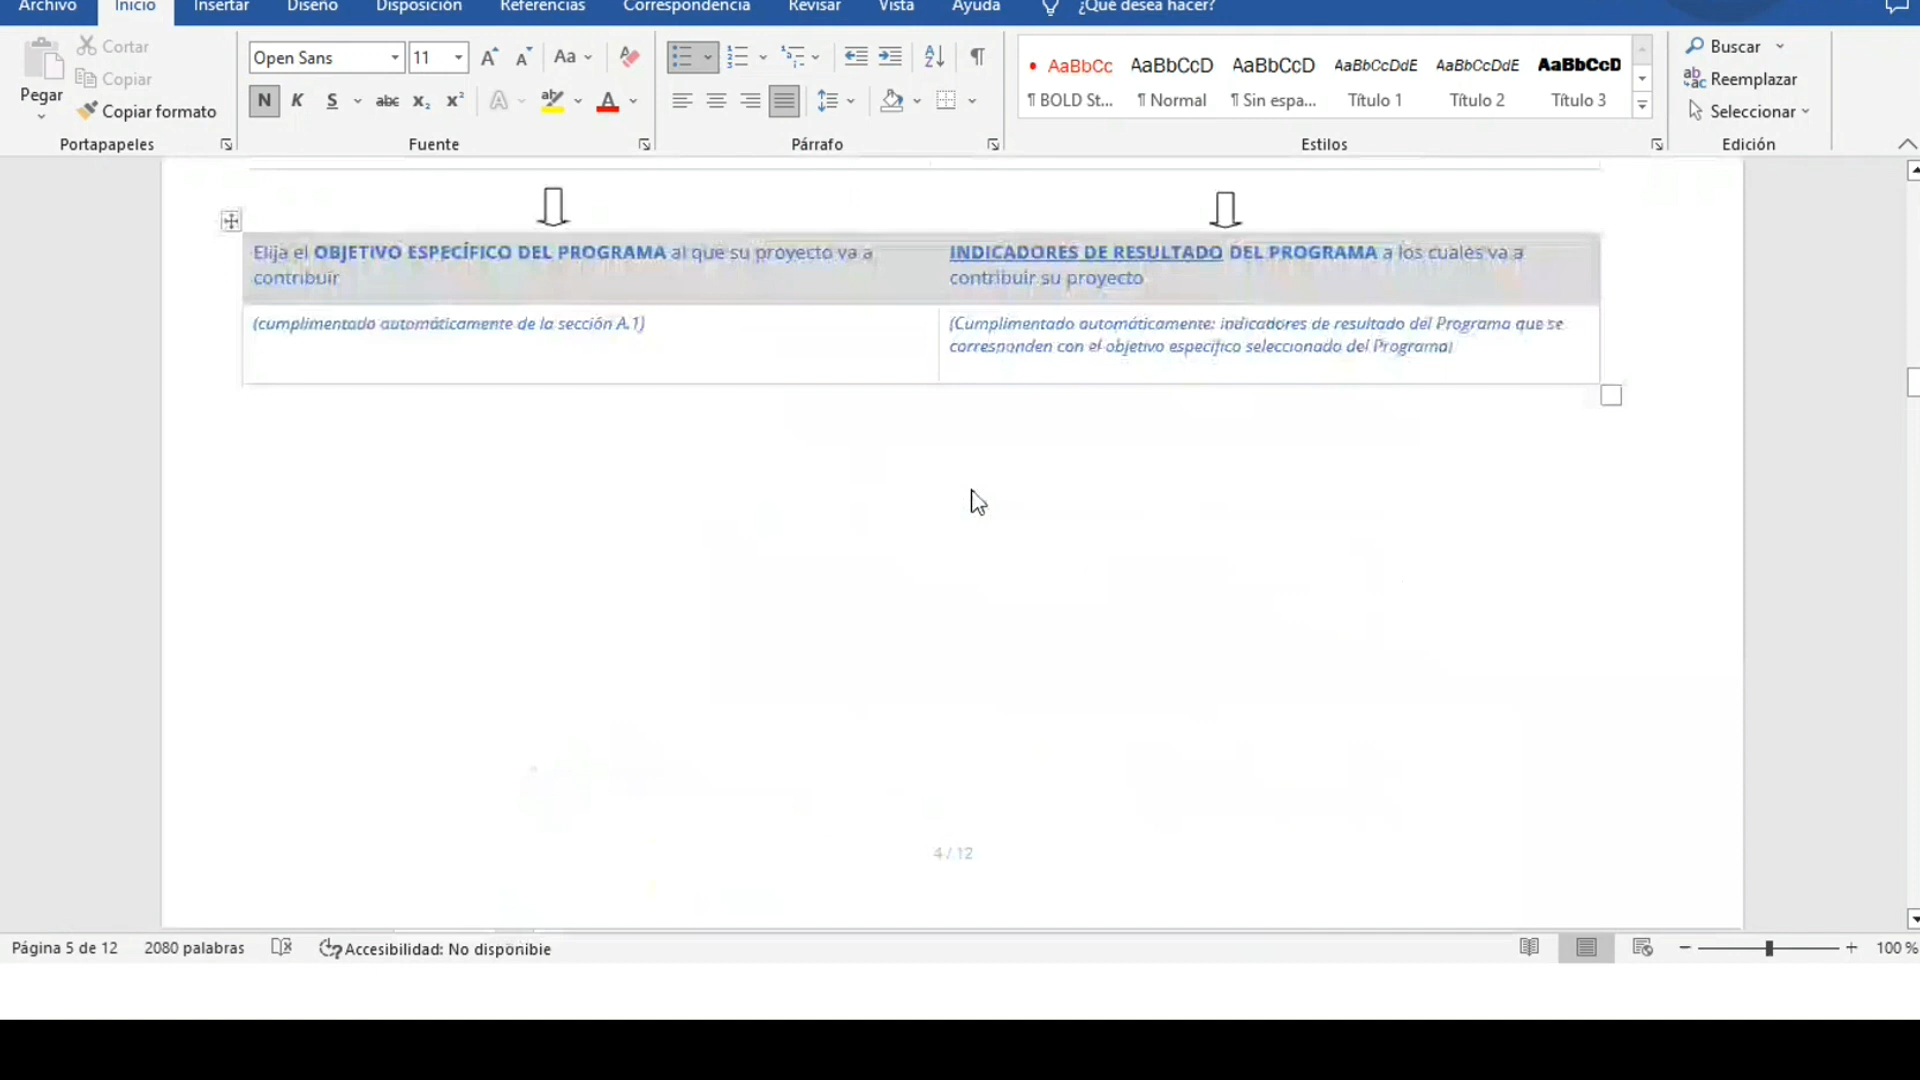 Archivo Inicio Insertar Diseño Disposición Referencias Correspondencia Revisar Vista Ayuda ¿Qué desea hacer?
Pegar
Cortar
Copiar
Copiar formato
Portapapeles
Open Sans 11
Aa
N K S abc x₂ x² A ab A
Fuente
Párrafo
AaBbCc AaBbCcD AaBbCcD AaBbCcDdE AaBbCcDdE AaBbCcD
¶ BOLD St... ¶ Normal ¶ Sin espa... Título 1 Título 2 Título 3
Estilos
Buscar
Reemplazar
Seleccionar
Edición
Elija el OBJETIVO ESPECÍFICO DEL PROGRAMA al que su proyecto va a
contribuir
INDICADORES DE RESULTADO DEL PROGRAMA a los cuales va a
contribuir su proyecto
(cumplimentado automáticamente de la sección A.1)
(Cumplimentado automáticamente: indicadores de resultado del Programa que se
corresponden con el objetivo específico seleccionado del Programa)
4 / 12
Página 5 de 12 2080 palabras Accesibilidad: No disponible 100 %